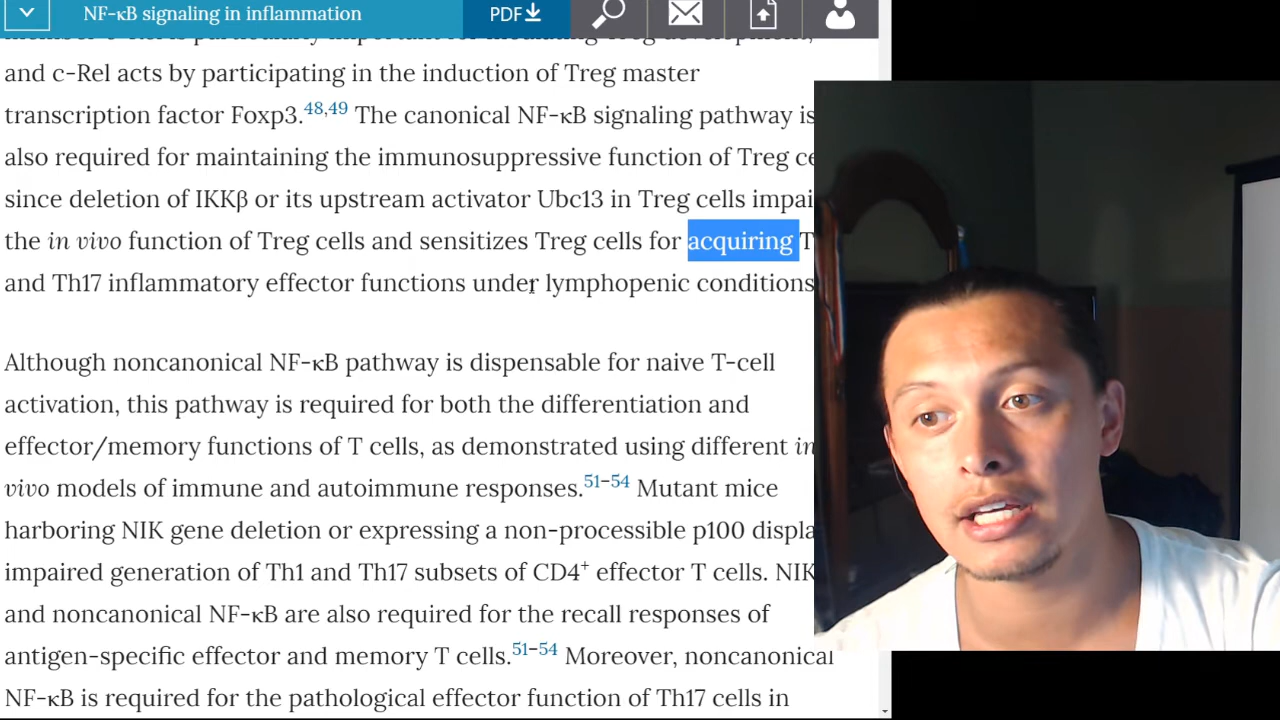 NF-κB signaling in inflammation
PDF
and c-Rel acts by participating in the induction of Treg master
transcription factor Foxp3.48,49 The canonical NF-κB signaling pathway is
also required for maintaining the immunosuppressive function of Treg ce
since deletion of IKKβ or its upstream activator Ubc13 in Treg cells impai
the in vivo function of Treg cells and sensitizes Treg cells for acquiring T
and Th17 inflammatory effector functions under lymphopenic conditions
Although noncanonical NF-κB pathway is dispensable for naive T-cell
activation, this pathway is required for both the differentiation and
effector/memory functions of T cells, as demonstrated using different in
vivo models of immune and autoimmune responses.51–54 Mutant mice
harboring NIK gene deletion or expressing a non-processible p100 displa
impaired generation of Th1 and Th17 subsets of CD4+ effector T cells. NIK
and noncanonical NF-κB are also required for the recall responses of
antigen-specific effector and memory T cells.51–54 Moreover, noncanonical
NF-κB is required for the pathological effector function of Th17 cells in